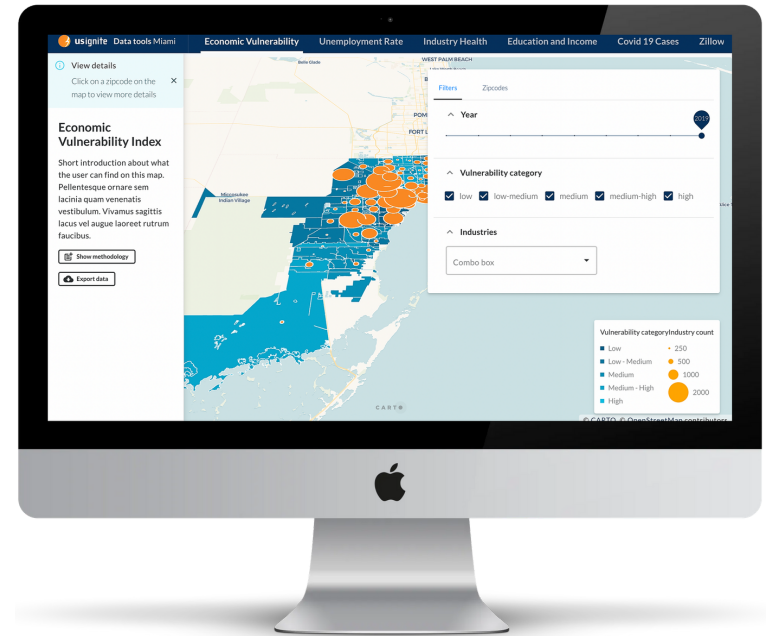 usignite Data tools Miami
Economic Vulnerability
Unemployment Rate
Industry Health
Education and Income
Covid 19 Cases
Zillow
View details
Click on a zipcode on the
map to view more details
Economic
Vulnerability Index
Short introduction about what
the user can find on this map.
Pellentesque ornare sem
lacinia quam venenatis
vestibulum. Vivamus sagittis
lacus vel augue laoreet rutrum
faucibus.
Show methodology
Export data
Belle Glade
WEST PALM BEACH
POM
FORT L
Miccosukee
Indian Village
CARTO
Filters
Zipcodes
Year
2019
Vulnerability category
low
low-medium
medium
medium-high
high
Industries
Combo box
Vulnerability categoryIndustry count
Low
250
Low - Medium
500
Medium
1000
Medium - High
2000
High
© CARTO, © OpenStreetMap contributors